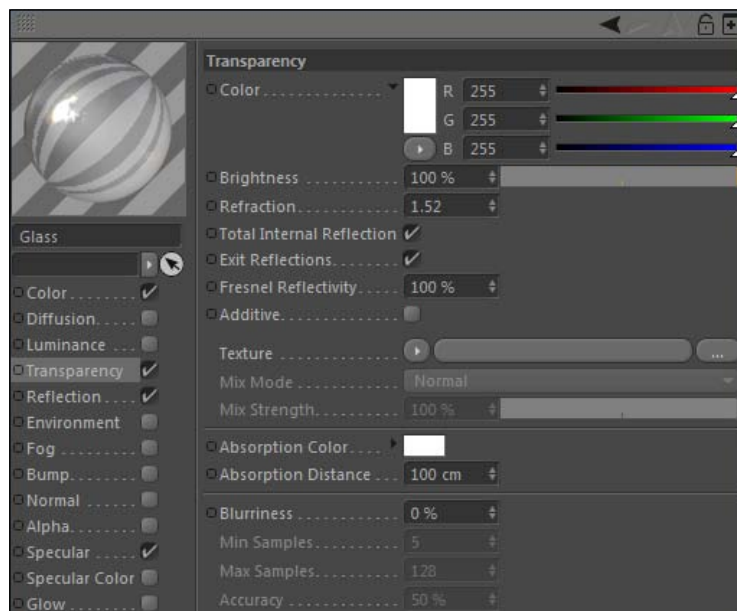 Glass
Color . . . . . . . .
Diffusion. . . . .
Luminance . . .
Transparency
Reflection . . . .
Environment
Fog . . . . . . . . .
Bump. . . . . . . .
Normal . . . . . .
Alpha. . . . . . . .
Specular . . . . .
Specular Color
Glow . . . . . . . .
Transparency
Color . . . . . . . . . . . . . . R 255
G 255
B 255
Brightness . . . . . . . . . . . 100 %
Refraction. . . . . . . . . . . . 1.52
Total Internal Reflection
Exit Reflections. . . . . . . .
Fresnel Reflectivity. . . . . 100 %
Additive. . . . . . . . . . . . . .
Texture . . . . . . . . . . . . . ...
Mix Mode . . . . . . . . . . . Normal
Mix Strength. . . . . . . . . . 100 %
Absorption Color. . . .
Absorption Distance . . . 100 cm
Blurriness . . . . . . . . . . . . 0 %
Min Samples. . . . . . . . . . 5
Max Samples. . . . . . . . . . 128
Accuracy . . . . . . . . . . . . . 50 %